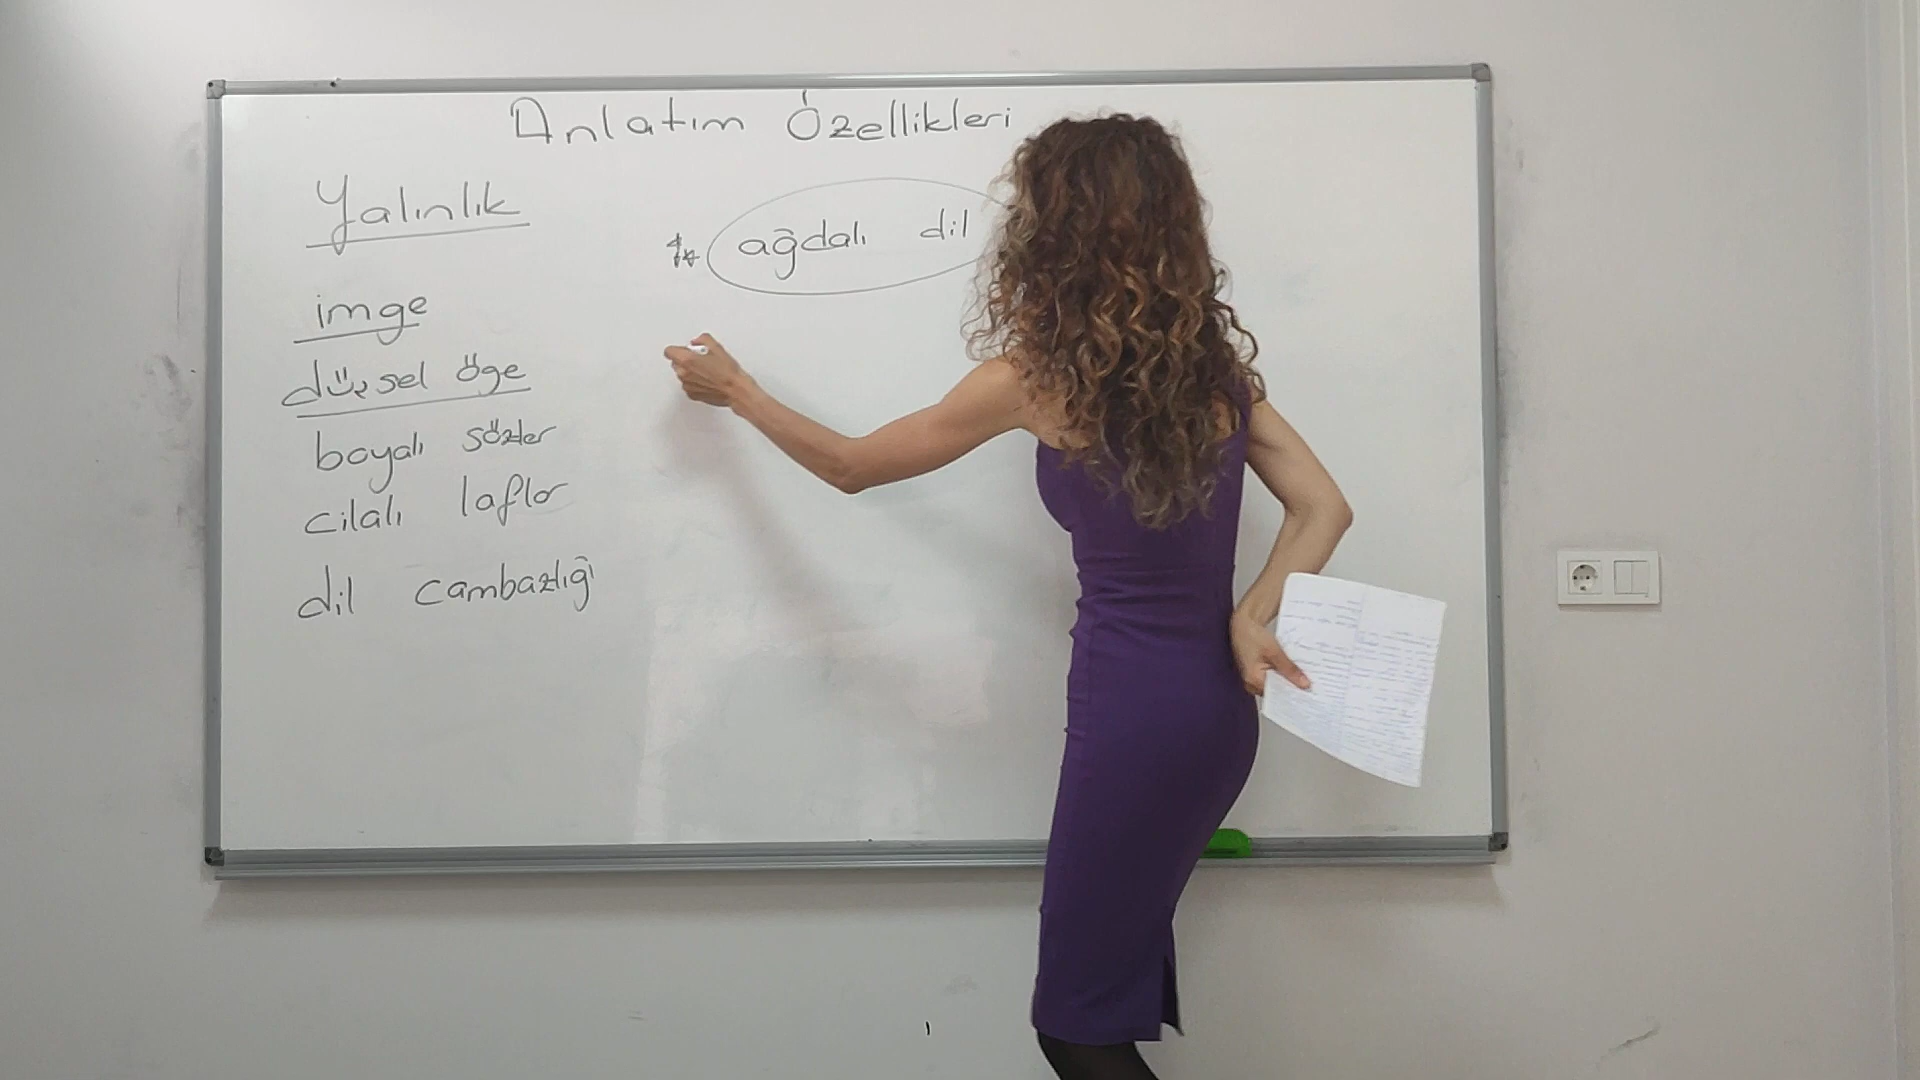 Anlatım Özellikleri
Yalınlık
imge
düşsel öge
boyalı sözler
cilalı laflar
dil cambazlığı
** ağdalı dil